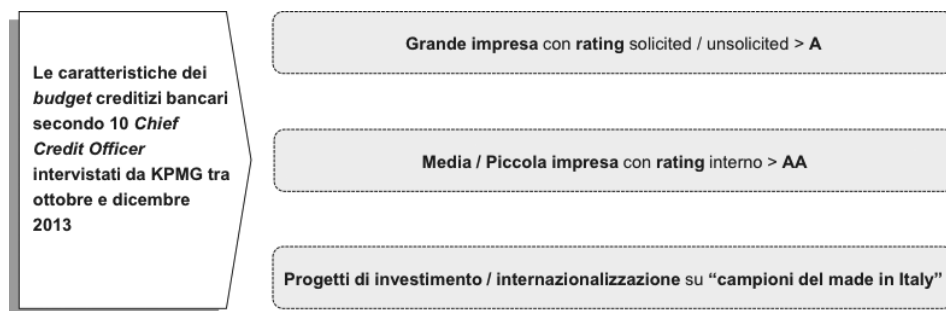 Le caratteristiche dei
budget creditizi bancari
secondo 10 Chief
Credit Officer
intervistati da KPMG tra
ottobre e dicembre
2013
Grande impresa con rating solicited / unsolicited > A
Media / Piccola impresa con rating interno > AA
Progetti di investimento / internazionalizzazione su “campioni del made in Italy”